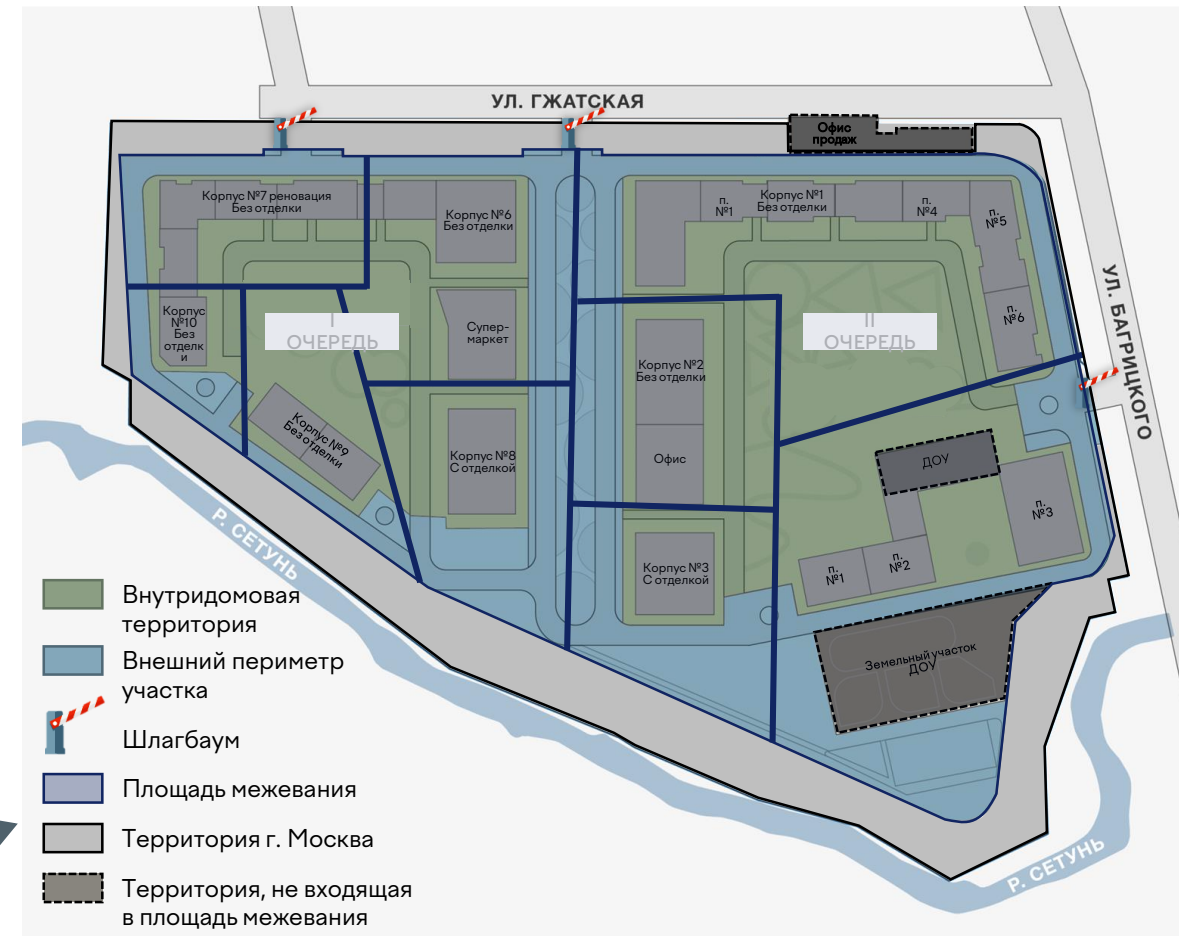 УЛ. ГЖАТСКАЯ
Офис
продаж
Корпус №7 реновация
Без отделки
Корпус №6
Без отделки
п.
№1
Корпус №1
Без отделки
п.
№4
п.
№5
п.
№6
УЛ. БАГРИЦКОГО
Корпус
№10
Без
отделк
и
I
ОЧЕРЕДЬ
Супер-
маркет
Корпус №2
Без отделки
II
ОЧЕРЕДЬ
Корпус №9
Без отделки
Корпус №8
С отделкой
Офис
ДОУ
п.
№3
Р. СЕТУНЬ
Корпус №3
С отделкой
п.
№1
п.
№2
Земельный участок
ДОУ
Р. СЕТУНЬ
Внутридомовая
территория
Внешний периметр
участка
Шлагбаум
Площадь межевания
Территория г. Москва
Территория, не входящая
в площадь межевания